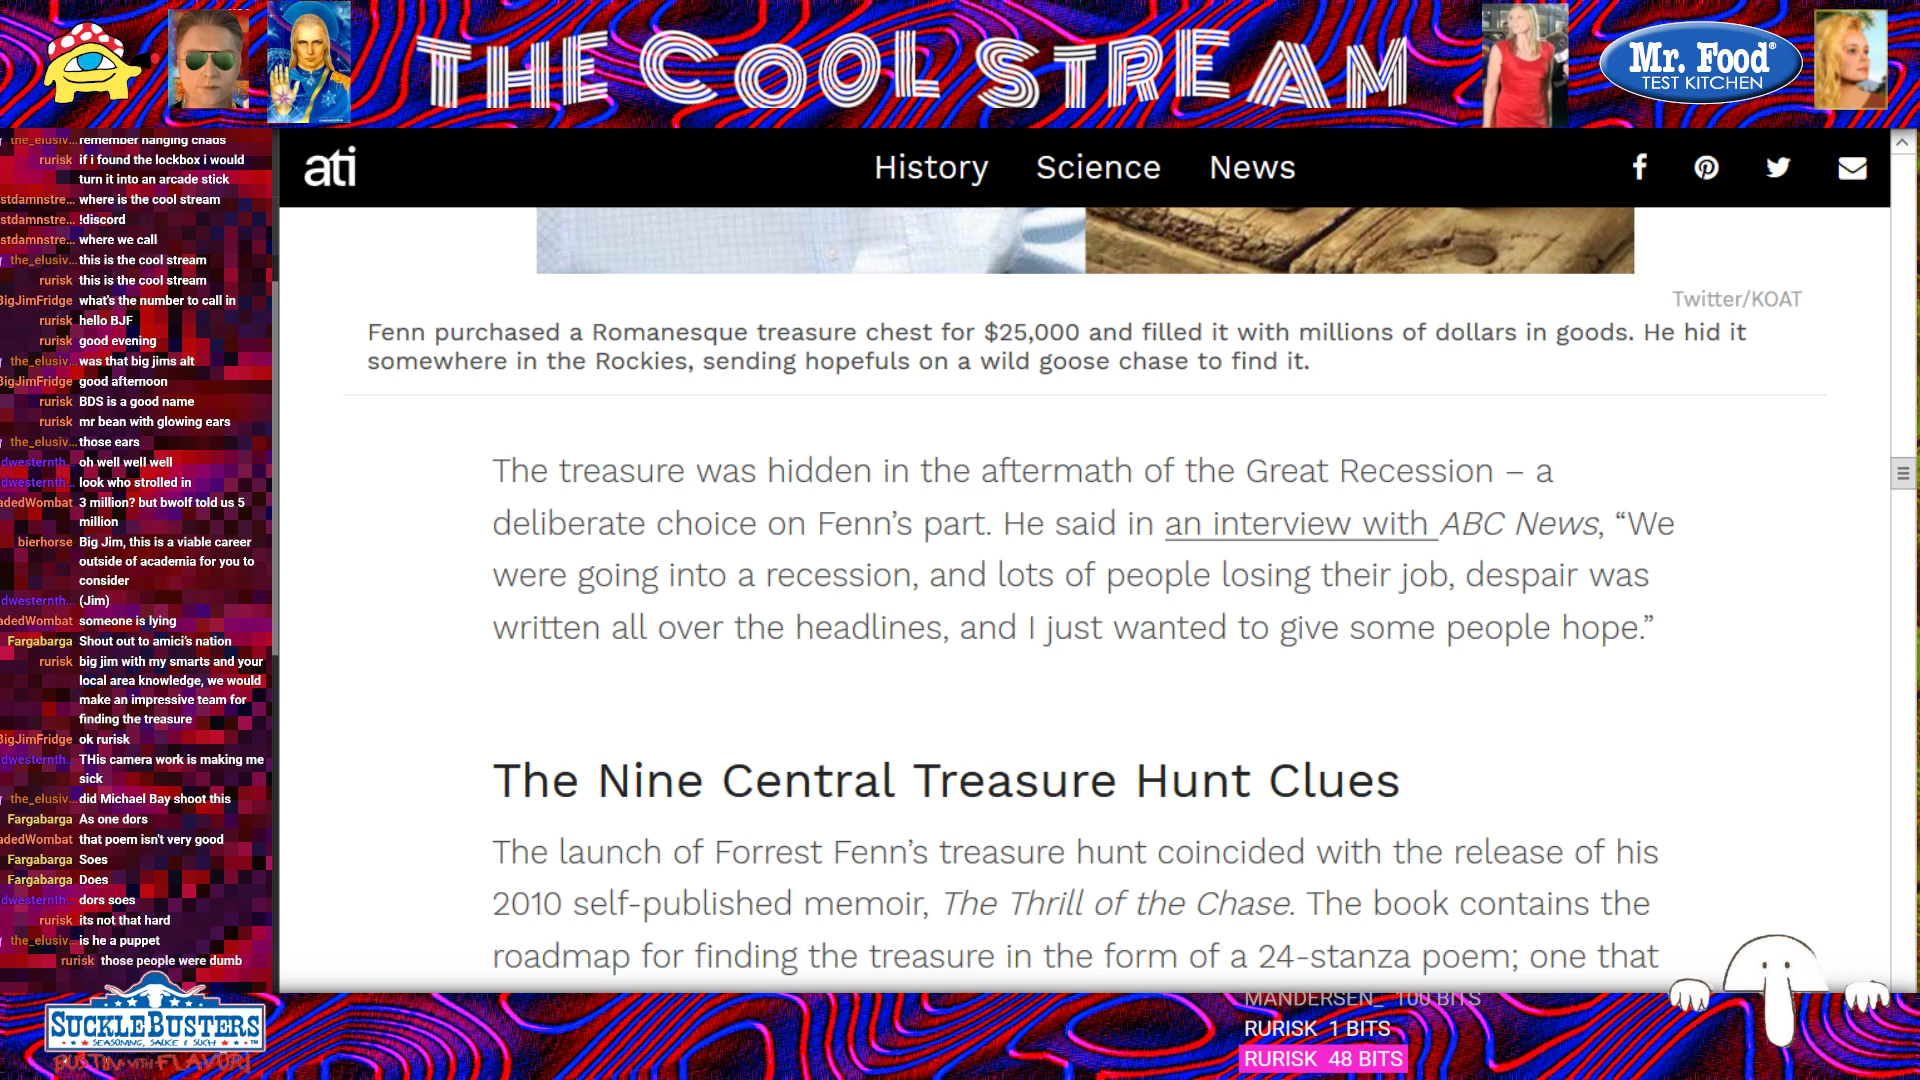 THE COOL STREAM
Mr. Food®
TEST KITCHEN
the_elusiv... remember hanging chads
rurisk if i found the lockbox i would
turn it into an arcade stick
stdamnstre... where is the cool stream
stdamnstre... !discord
stdamnstre... where we call
the_elusiv... this is the cool stream
rurisk this is the cool stream
BigJimFridge what's the number to call in
rurisk hello BJF
rurisk good evening
the_elusiv... was that big jims alt
BigJimFridge good afternoon
rurisk BDS is a good name
rurisk mr bean with glowing ears
the_elusiv... those ears
dwesternth... oh well well well
dwesternth... look who strolled in
adedWombat 3 million? but bwolf told us 5
million
bierhorse Big Jim, this is a viable career
outside of academia for you to
consider
dwesternth... (Jim)
adedWombat someone is lying
Fargabarga Shout out to amici's nation
rurisk big jim with my smarts and your
local area knowledge, we would
make an impressive team for
finding the treasure
BigJimFridge ok rurisk
dwesternth... THis camera work is making me
sick
the_elusiv... did Michael Bay shoot this
Fargabarga As one dors
adedWombat that poem isn't very good
Fargabarga Soes
Fargabarga Does
dwesternth... dors soes
rurisk its not that hard
the_elusiv... is he a puppet
rurisk those people were dumb
ati
History Science News
Twitter/KOAT
Fenn purchased a Romanesque treasure chest for $25,000 and filled it with millions of dollars in goods. He hid it
somewhere in the Rockies, sending hopefuls on a wild goose chase to find it.
The treasure was hidden in the aftermath of the Great Recession – a
deliberate choice on Fenn’s part. He said in an interview with ABC News, “We
were going into a recession, and lots of people losing their job, despair was
written all over the headlines, and I just wanted to give some people hope.”
The Nine Central Treasure Hunt Clues
The launch of Forrest Fenn’s treasure hunt coincided with the release of his
2010 self-published memoir, The Thrill of the Chase. The book contains the
roadmap for finding the treasure in the form of a 24-stanza poem; one that
SUCKLEBUSTERS
SEASONING, SAUCE & SUCH
BUSTIN WITH FLAVOR!
MANDERSEN_ 100 BITS
RURISK 1 BITS
RURISK 48 BITS